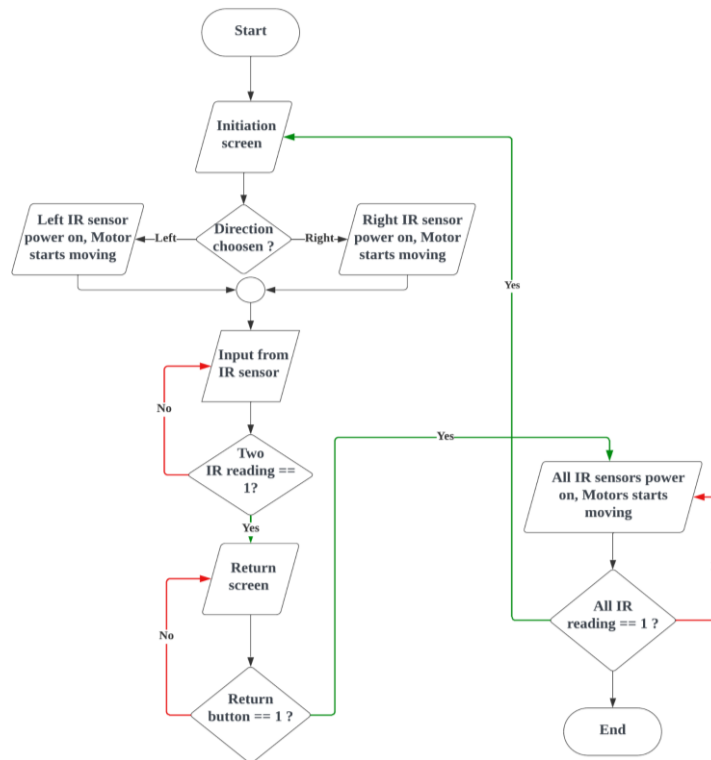 Start
Initiation
screen
Left IR sensor
power on, Motor
starts moving
Left
Direction
choosen ?
Right
Right IR sensor
power on, Motor
starts moving
Yes
Input from
IR sensor
No
Two
IR reading ==
1?
Yes
Yes
All IR sensors power
on, Motors starts
moving
Return
screen
No
All IR
reading == 1 ?
Return
button == 1 ?
End